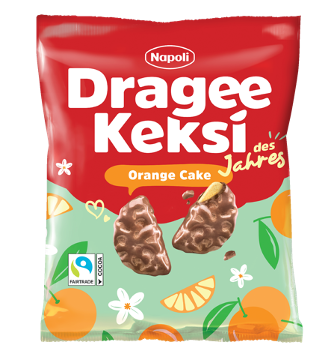 Napoli
Dragee
Keksi
des
Jahres
Orange Cake
FAIRTRADE
COCOA